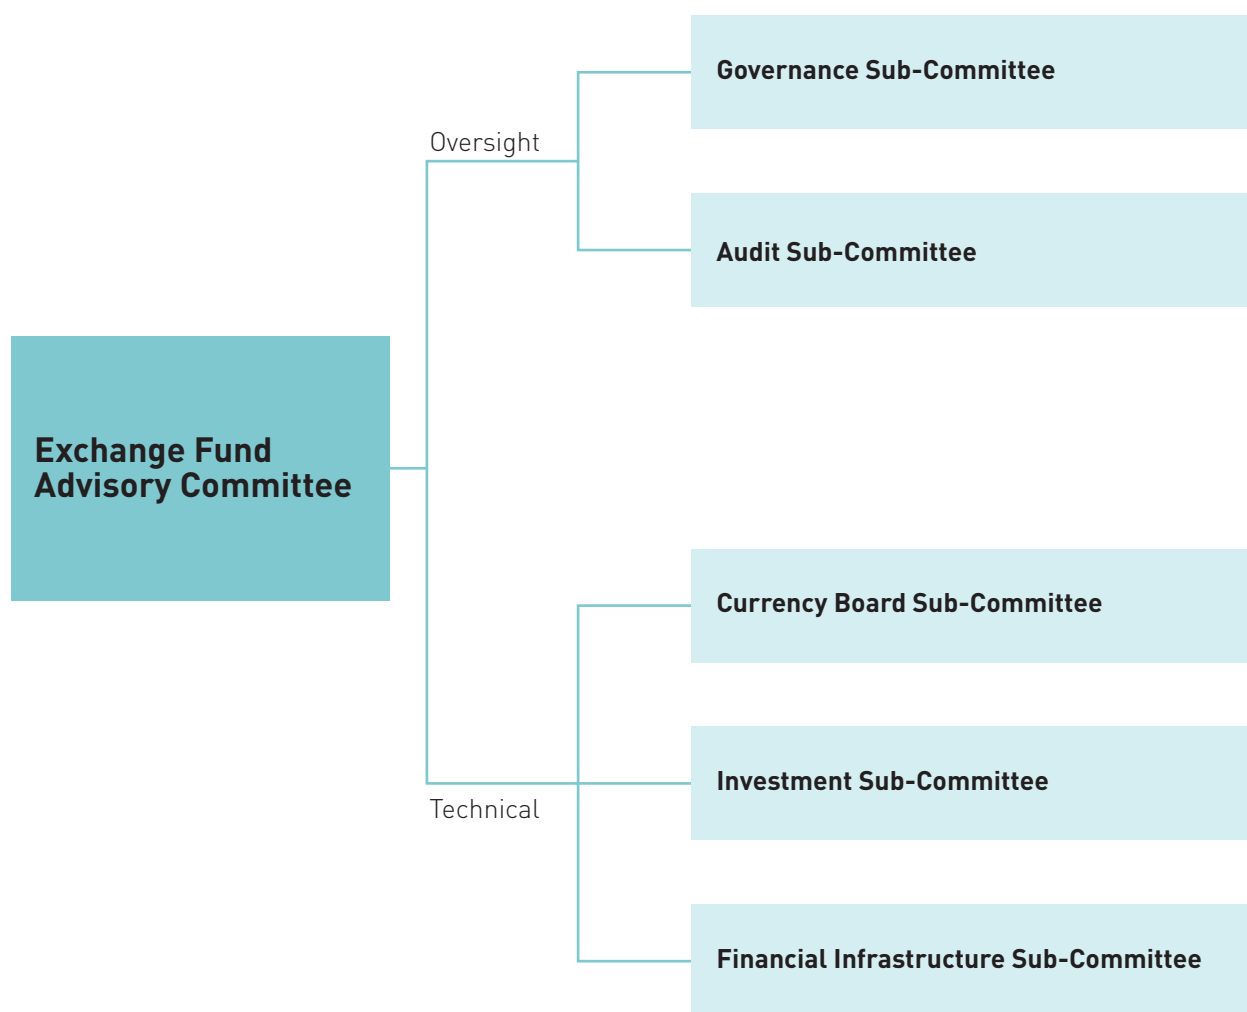 Governance Sub-Committee
Oversight
Audit Sub-Committee
Exchange Fund
Advisory Committee
Currency Board Sub-Committee
Investment Sub-Committee
Technical
Financial Infrastructure Sub-Committee